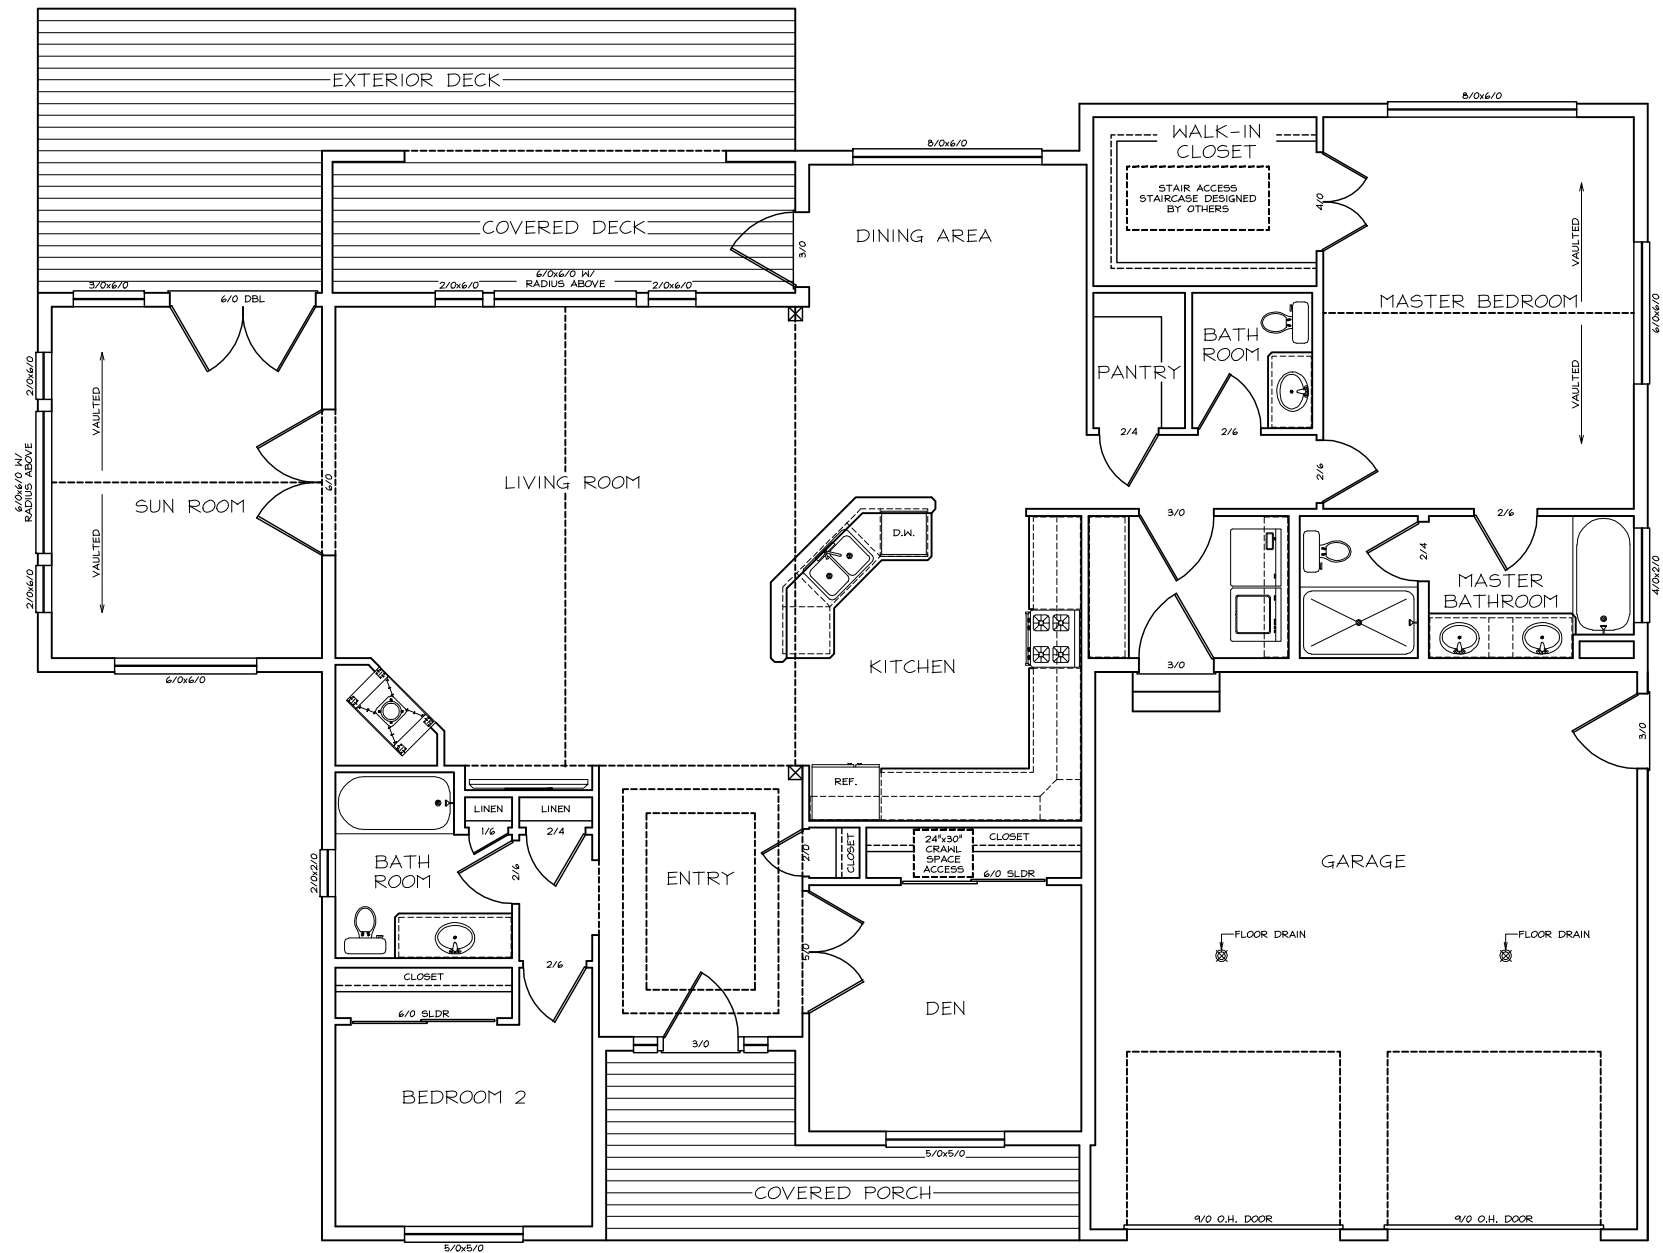 EXTERIOR DECK
8/0x6/0
WALK-IN
CLOSET
8/0x6/0
STAIR ACCESS
STAIRCASE DESIGNED
BY OTHERS
4/0
VAULTED
COVERED DECK
3/0
DINING AREA
6/0x6/0 W/
RADIUS ABOVE
3/0x6/0
6/0 DBL
2/0x6/0
2/0x6/0
MASTER BEDROOM
6/0x6/0
BATH
ROOM
PANTRY
2/0x6/0
VAULTED
VAULTED
2/4
2/6
2/6
6/0x6/0 W/
RADIUS ABOVE
SUN ROOM
6/0
LIVING ROOM
3/0
2/6
D.W.
VAULTED
2/0x6/0
2/4
MASTER
BATHROOM
4/0x2/0
KITCHEN
3/0
6/0x6/0
3/0
REF.
LINEN
LINEN
1/6
2/4
24"x30"
CRAWL
SPACE
ACCESS
CLOSET
CLOSET
2/0
6/0 SLDR
2/0x2/0
BATH
ROOM
2/6
ENTRY
GARAGE
FLOOR DRAIN
FLOOR DRAIN
5/0
2/6
CLOSET
6/0 SLDR
DEN
3/0
BEDROOM 2
5/0x5/0
COVERED PORCH
9/0 O.H. DOOR
9/0 O.H. DOOR
5/0x5/0